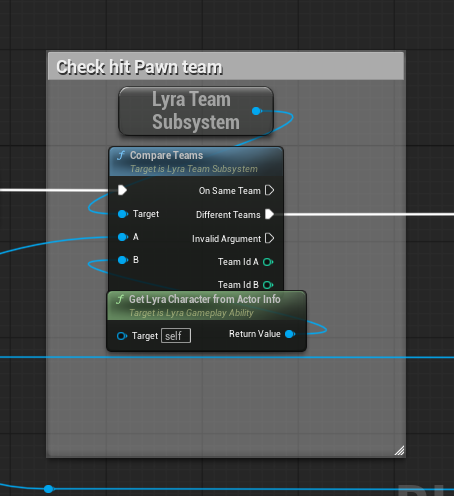 Check hit Pawn team
Lyra Team
Subsystem
Compare Teams
Target is Lyra Team Subsystem
On Same Team
Target
Different Teams
A
Invalid Argument
B
Team Id A
Team Id B
Get Lyra Character from Actor Info
Target is Lyra Gameplay Ability
Target
self
Return Value